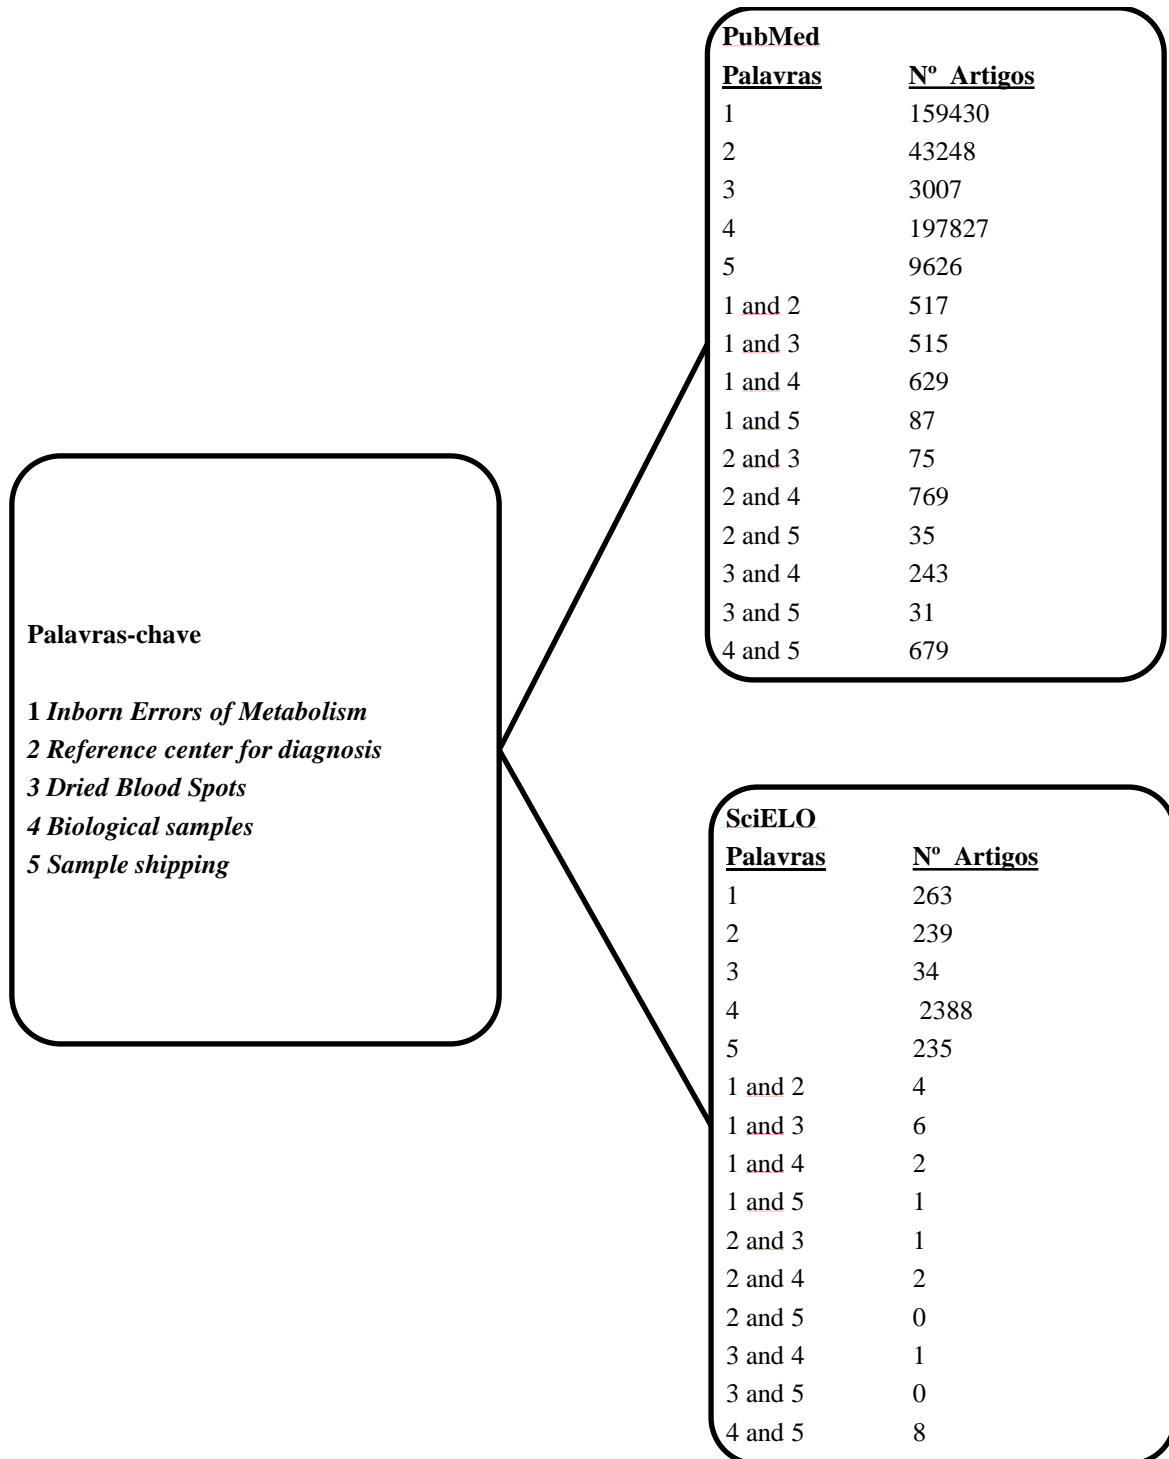 Palavras-chave
1 Inborn Errors of Metabolism
2 Reference center for diagnosis
3 Dried Blood Spots
4 Biological samples
5 Sample shipping
PubMed
Palavras Nº Artigos
1 159430
2 43248
3 3007
4 197827
5 9626
1 and 2 517
1 and 3 515
1 and 4 629
1 and 5 87
2 and 3 75
2 and 4 769
2 and 5 35
3 and 4 243
3 and 5 31
4 and 5 679
SciELO
Palavras Nº Artigos
1 263
2 239
3 34
4 2388
5 235
1 and 2 4
1 and 3 6
1 and 4 2
1 and 5 1
2 and 3 1
2 and 4 2
2 and 5 0
3 and 4 1
3 and 5 0
4 and 5 8